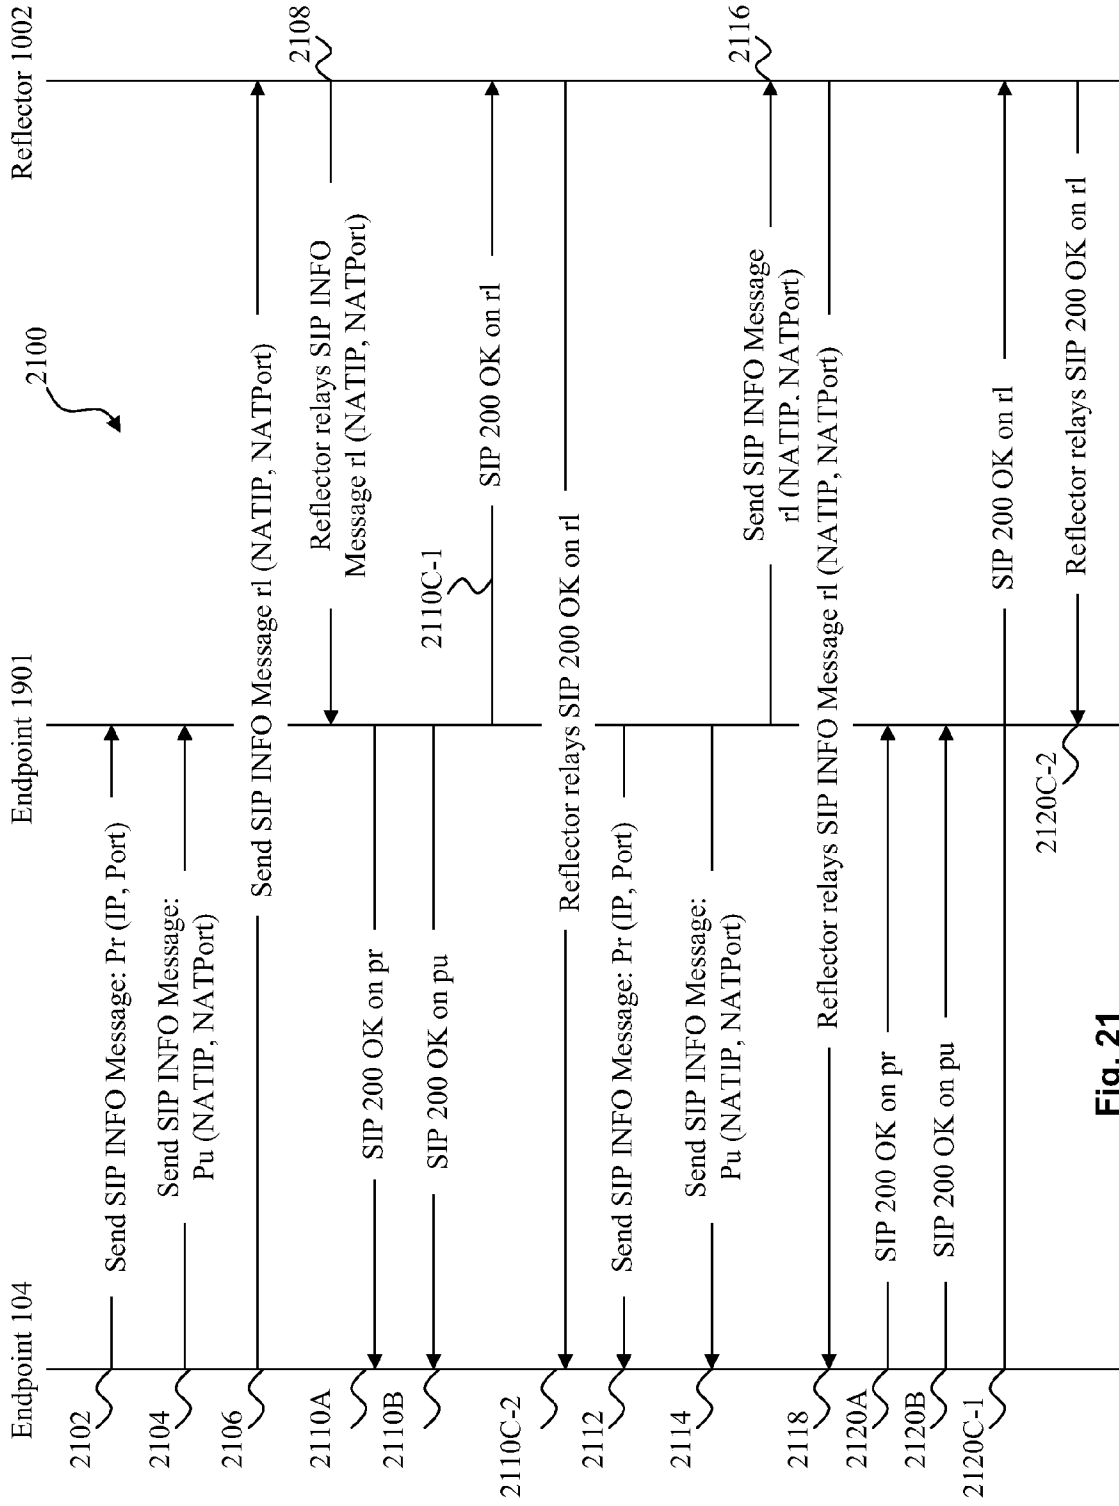 Endpoint 104
Endpoint 1901
Reflector 1002
2100
2102
Send SIP INFO Message: Pr (IP, Port)
2104
Send SIP INFO Message:
Pu (NATIP, NATPort)
2106
Send SIP INFO Message rl (NATIP, NATPort)
2108
Reflector relays SIP INFO
Message rl (NATIP, NATPort)
2110A
SIP 200 OK on pr
2110B
SIP 200 OK on pu
2110C-1
SIP 200 OK on rl
2110C-2
Reflector relays SIP 200 OK on rl
2112
Send SIP INFO Message: Pr (IP, Port)
2114
Send SIP INFO Message:
Pu (NATIP, NATPort)
2116
Send SIP INFO Message
rl (NATIP, NATPort)
2118
Reflector relays SIP INFO Message rl (NATIP, NATPort)
2120A
SIP 200 OK on pr
2120B
SIP 200 OK on pu
2120C-1
SIP 200 OK on rl
2120C-2
Reflector relays SIP 200 OK on rl
Fig. 21